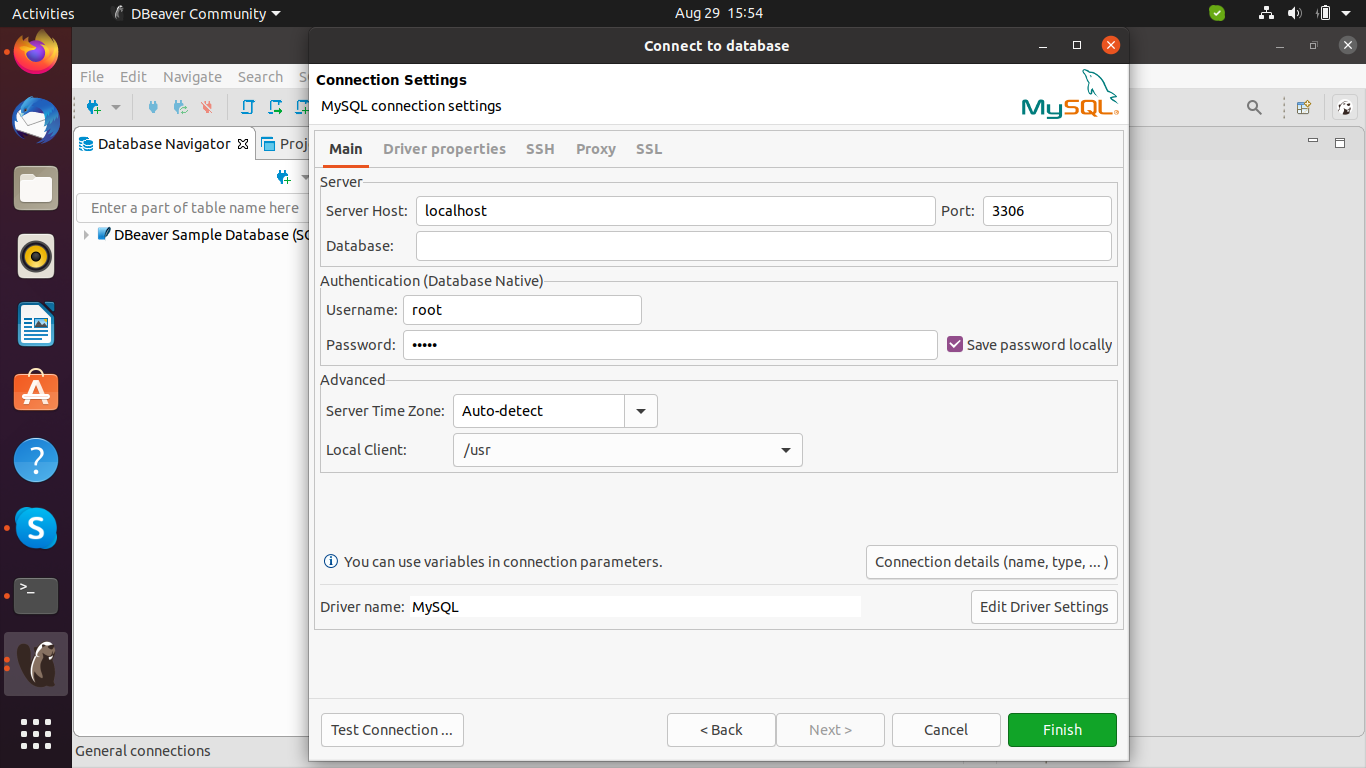 Activities DBeaver Community Aug 29 15:54
Connect to database
Connection Settings
MySQL connection settings
MySQL
File Edit Navigate Search
Database Navigator
Enter a part of table name here
DBeaver Sample Database
Main Driver properties SSH Proxy SSL
Server
Server Host: localhost Port: 3306
Database:
Authentication (Database Native)
Username: root
Password: ••••• Save password locally
Advanced
Server Time Zone: Auto-detect
Local Client: /usr
You can use variables in connection parameters. Connection details (name, type, ... )
Driver name: MySQL Edit Driver Settings
Test Connection ... < Back Next > Cancel Finish
General connections